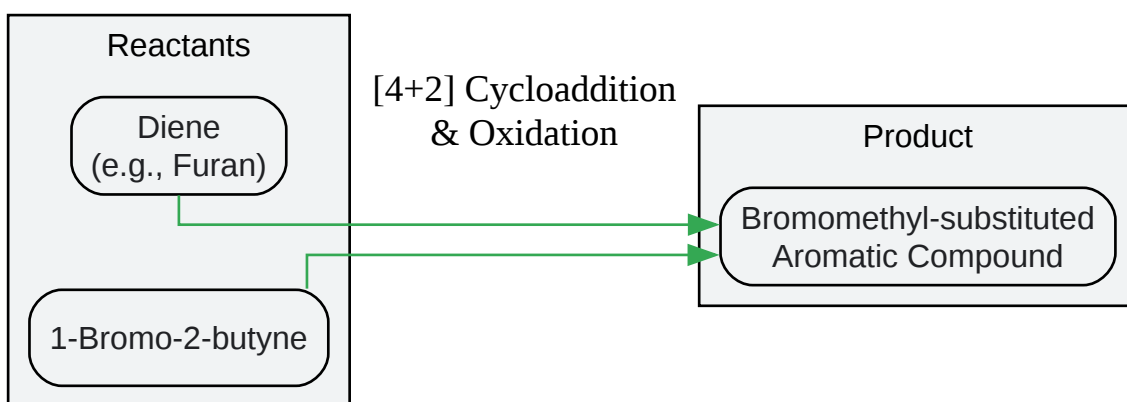 Reactants
Diene
(e.g., Furan)
1-Bromo-2-butyne
[4+2] Cycloaddition
& Oxidation
Product
Bromomethyl-substituted
Aromatic Compound